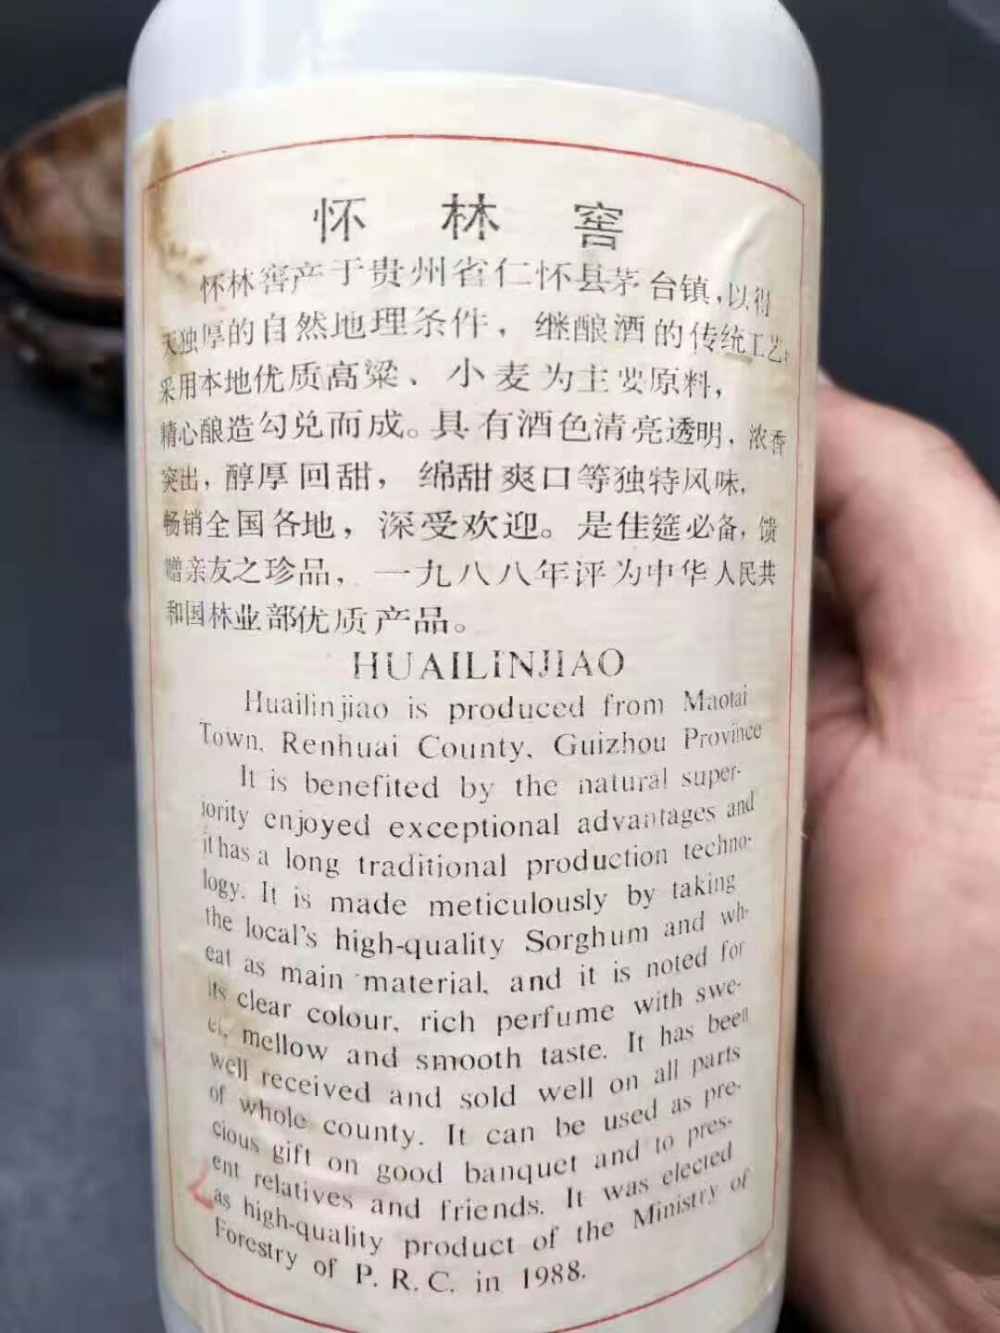 怀林窖
怀林窖产于贵州省仁怀县茅台镇，以得
天独厚的自然地理条件，继酿酒的传统工艺，
采用本地优质高粱、小麦为主要原料，
精心酿造勾兑而成。具有酒色清亮透明，浓香
突出，醇厚回甜，绵甜爽口等独特风味，
畅销全国各地，深受欢迎。是佳筵必备，馈
赠亲友之珍品，一九八八年评为中华人民共
和国林业部优质产品。
HUAILINJIAO
Huailinjiao is produced from Maotai
Town, Renhuai County, Guizhou Province
It is benefited by the natural super-
iority enjoyed exceptional advantages and
it has a long traditional production techno-
logy. It is made meticulously by taking
the local's high-quality Sorghum and wh-
eat as main material, and it is noted for
its clear colour, rich perfume with swe-
et, mellow and smooth taste. It has been
well received and sold well on all parts
of whole county. It can be used as pre-
cious gift on good banquet and to pres-
ent relatives and friends. It was elected
as high-quality product of the Ministry of
Forestry of P. R. C. in 1988.